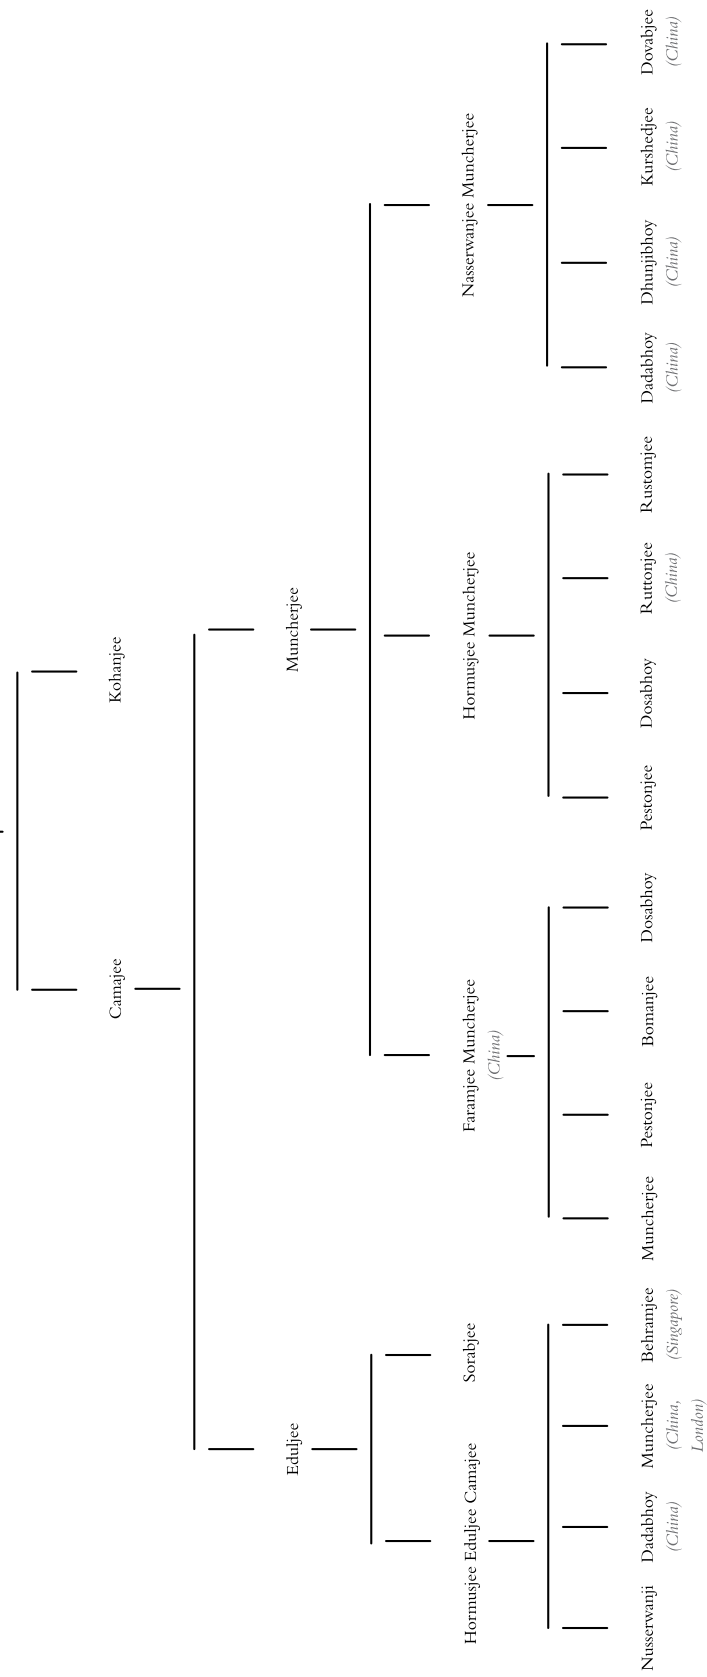 Camajee
Kohanjee
Eduljee
Muncherjee
Hormusjee Eduljee Camajee
Sorabjee
Faramjee Muncherjee
(China)
Hormusjee Muncherjee
Nasserwanjee Muncherjee
Nusserwanji
Dadabhoy
(China)
Muncherjee
(China,
London)
Behramjee
(Singapore)
Muncherjee
Pestonjee
Bomanjee
Dosabhoy
Pestonjee
Dosabhoy
Ruttonjee
(China)
Rustomjee
Dadabhoy
(China)
Dhunjibhoy
(China)
Kurshedjee
(China)
Dovabjee
(China)